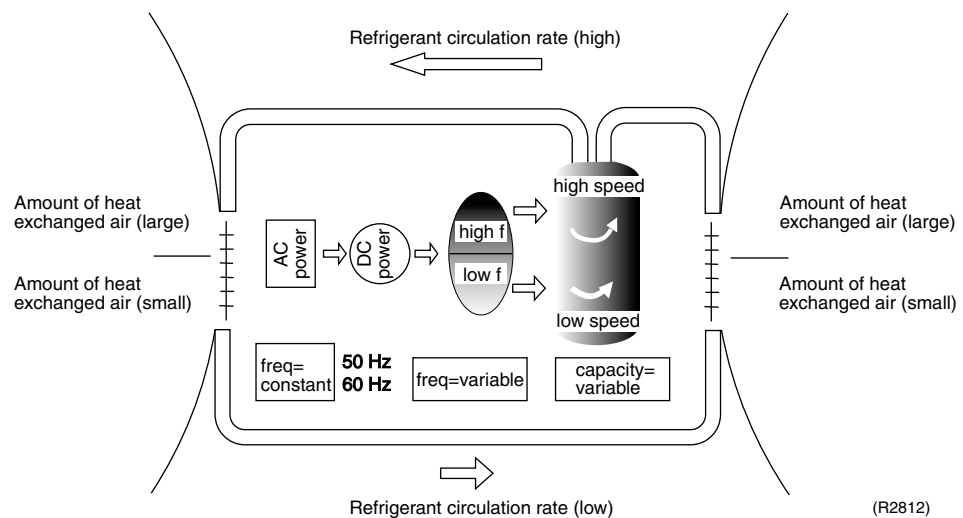 Refrigerant circulation rate (high)
high speed
Amount of heat
exchanged air (large)
Amount of heat
exchanged air (large)
AC
power
DC
power
high f
low f
Amount of heat
exchanged air (small)
Amount of heat
exchanged air (small)
low speed
freq=
constant
50 Hz
60 Hz
freq=variable
capacity=
variable
Refrigerant circulation rate (low)
(R2812)